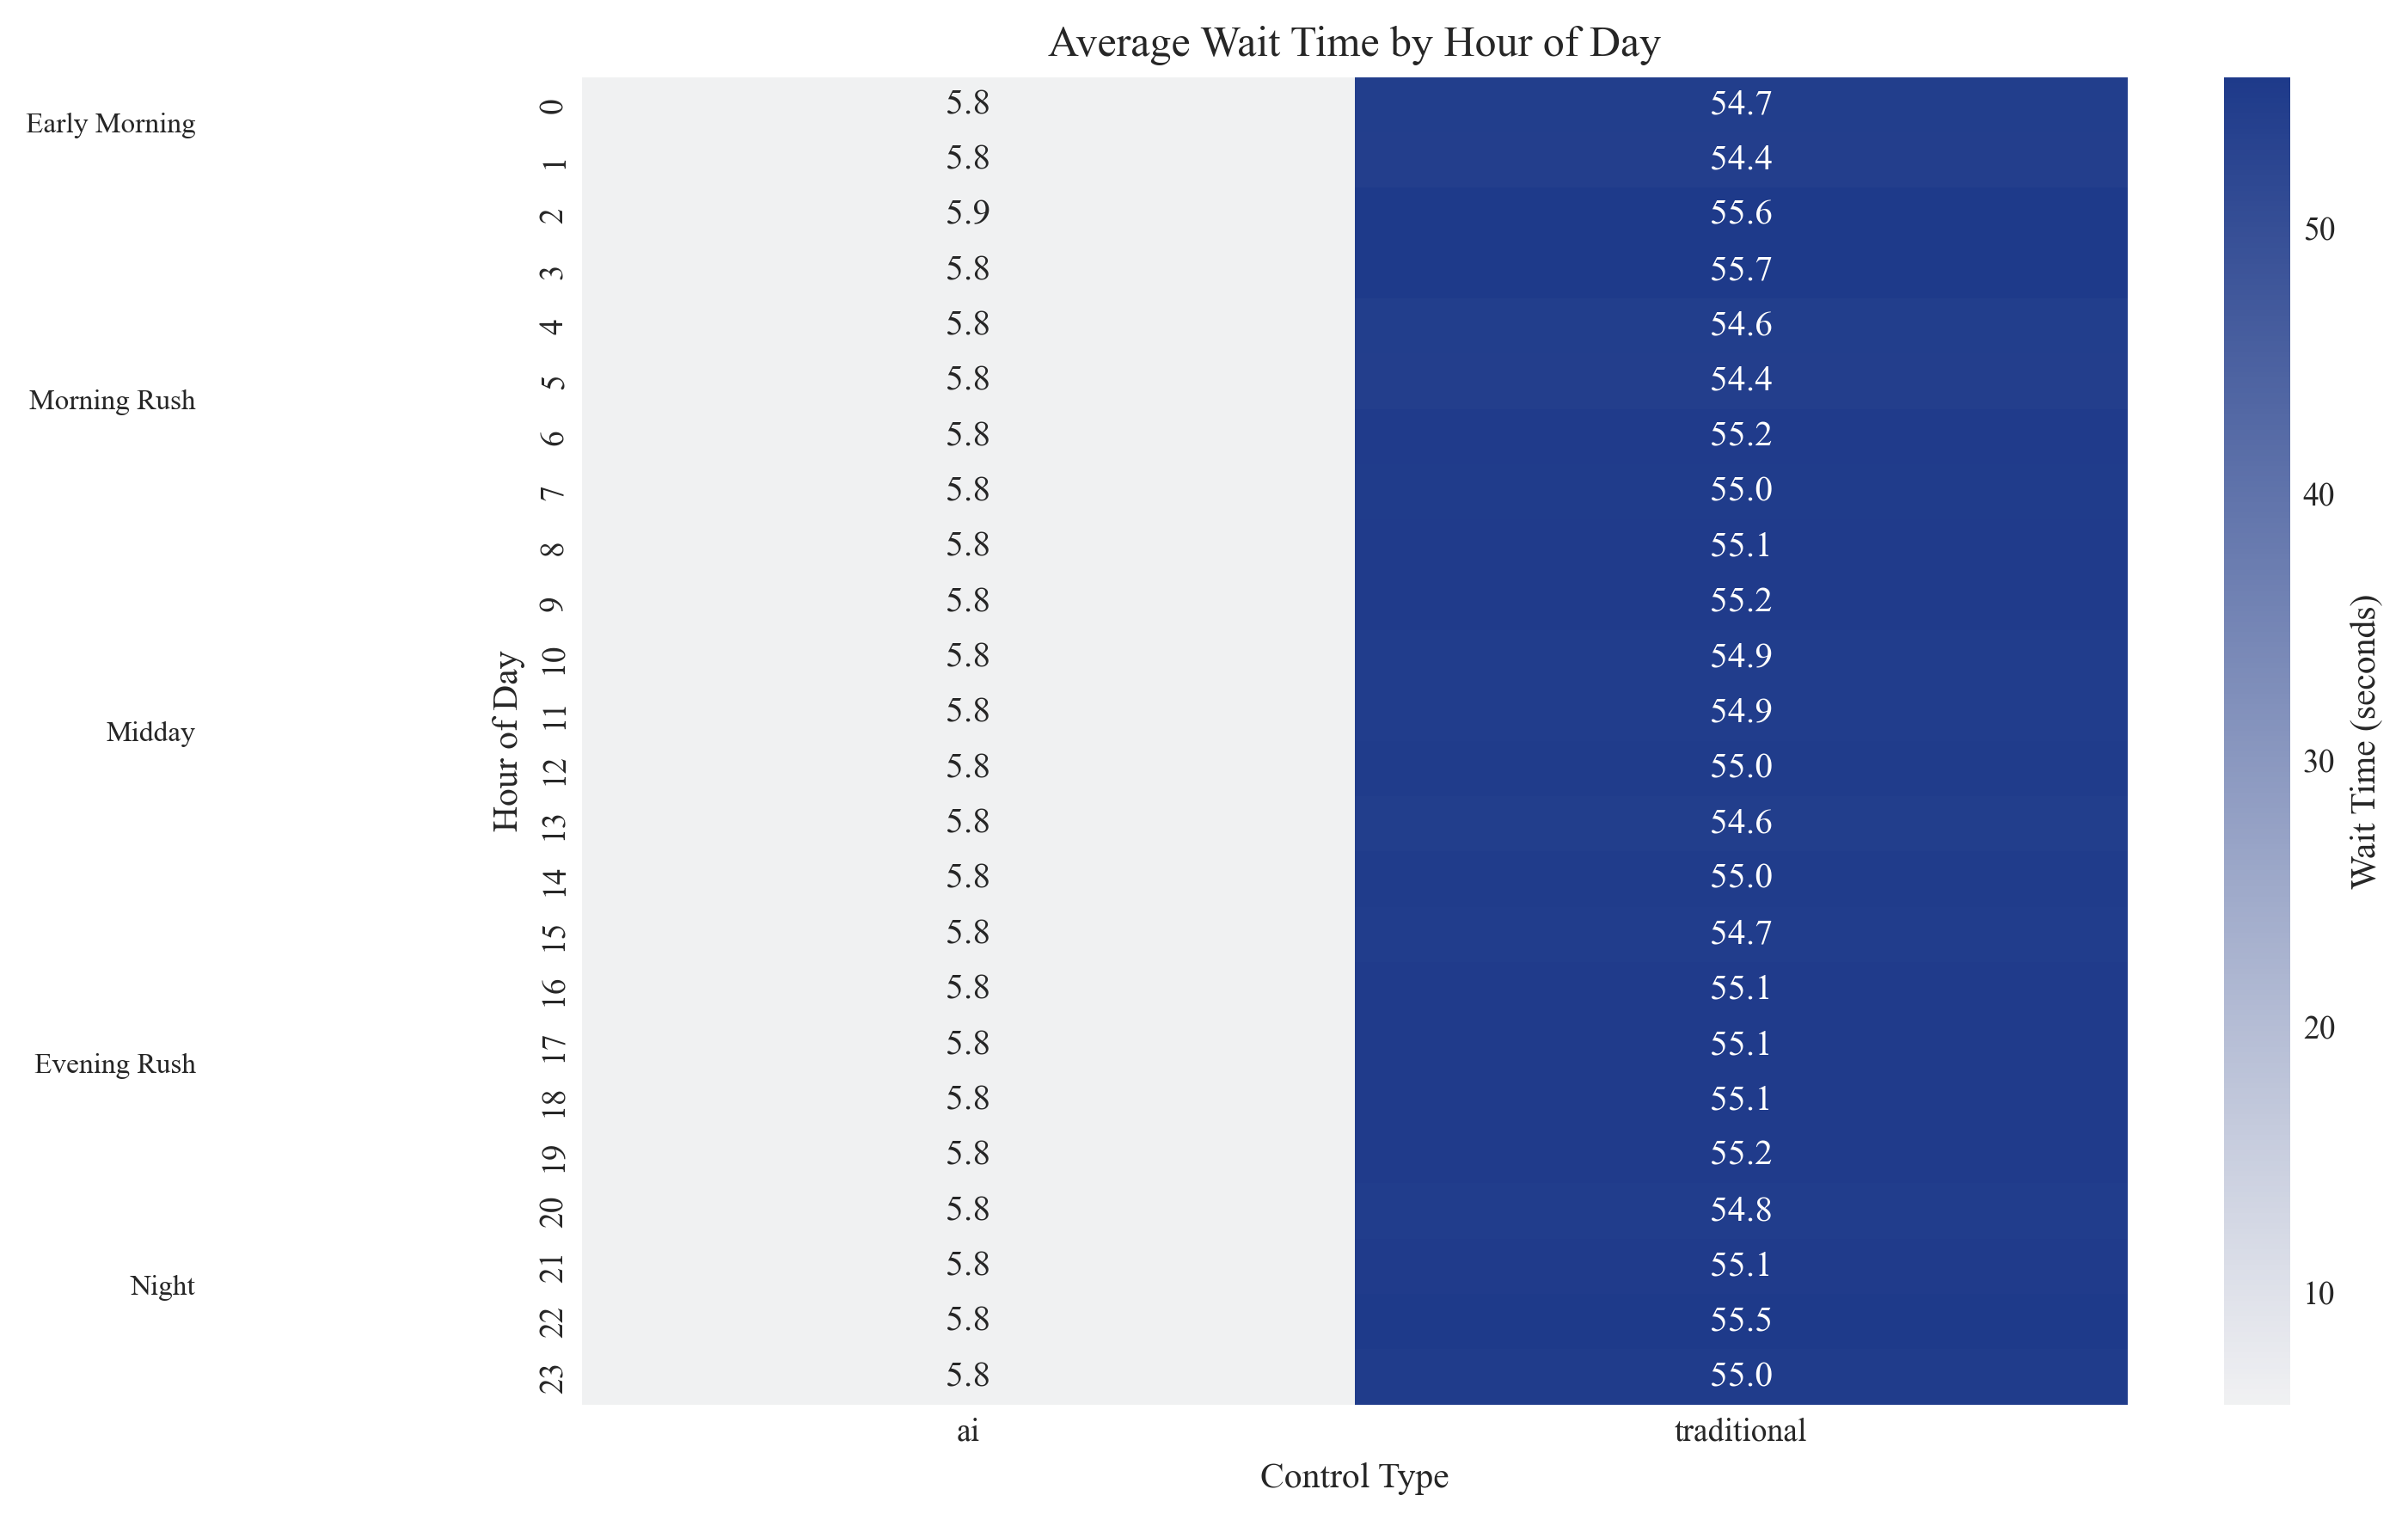 Average Wait Time by Hour of Day
Early Morning
Morning Rush
Midday
Evening Rush
Night
Hour of Day
0 5.8 54.7
1 5.8 54.4
2 5.9 55.6
3 5.8 55.7
4 5.8 54.6
5 5.8 54.4
6 5.8 55.2
7 5.8 55.0
8 5.8 55.1
9 5.8 55.2
10 5.8 54.9
11 5.8 54.9
12 5.8 55.0
13 5.8 54.6
14 5.8 55.0
15 5.8 54.7
16 5.8 55.1
17 5.8 55.1
18 5.8 55.1
19 5.8 55.2
20 5.8 54.8
21 5.8 55.1
22 5.8 55.5
23 5.8 55.0
ai traditional
Control Type
50
40
30
20
10
Wait Time (seconds)